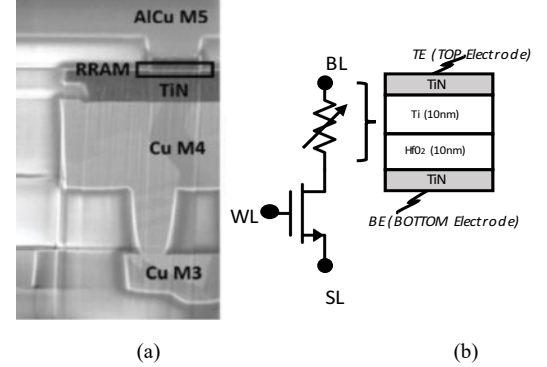 AlCu M5
RRAM
TiN
Cu M4
Cu M3
(a)
TE (TOP Electrode)
BL
TiN
Ti (10nm)
HfO2 (10nm)
TiN
WL
BE (BOTTOM Electrode)
SL
(b)